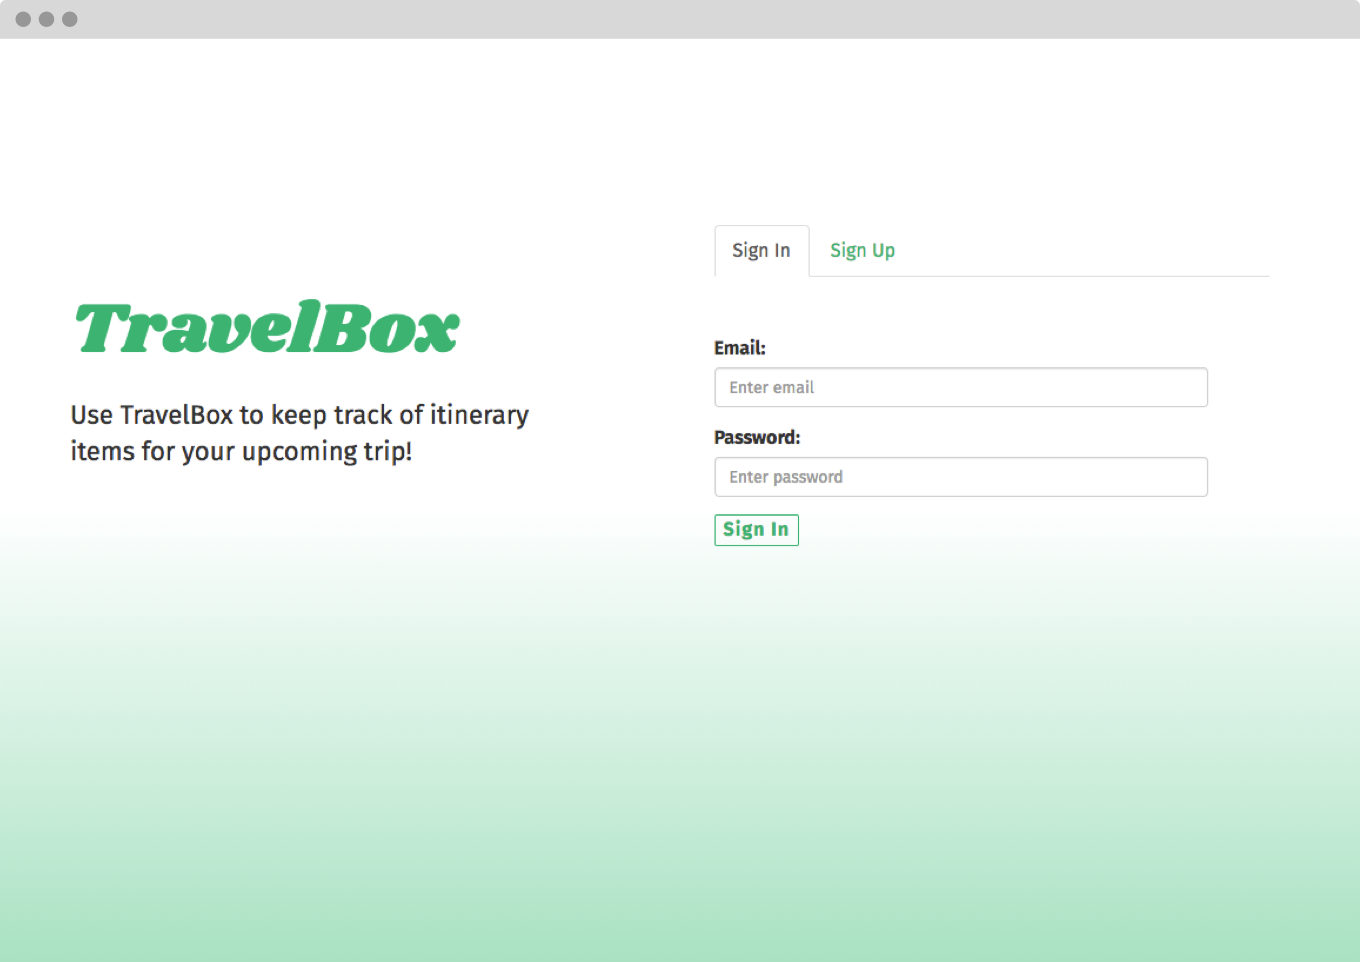 TravelBox
Use TravelBox to keep track of itinerary
items for your upcoming trip!
Sign In
Sign Up
Email:
Enter email
Password:
Enter password
Sign In